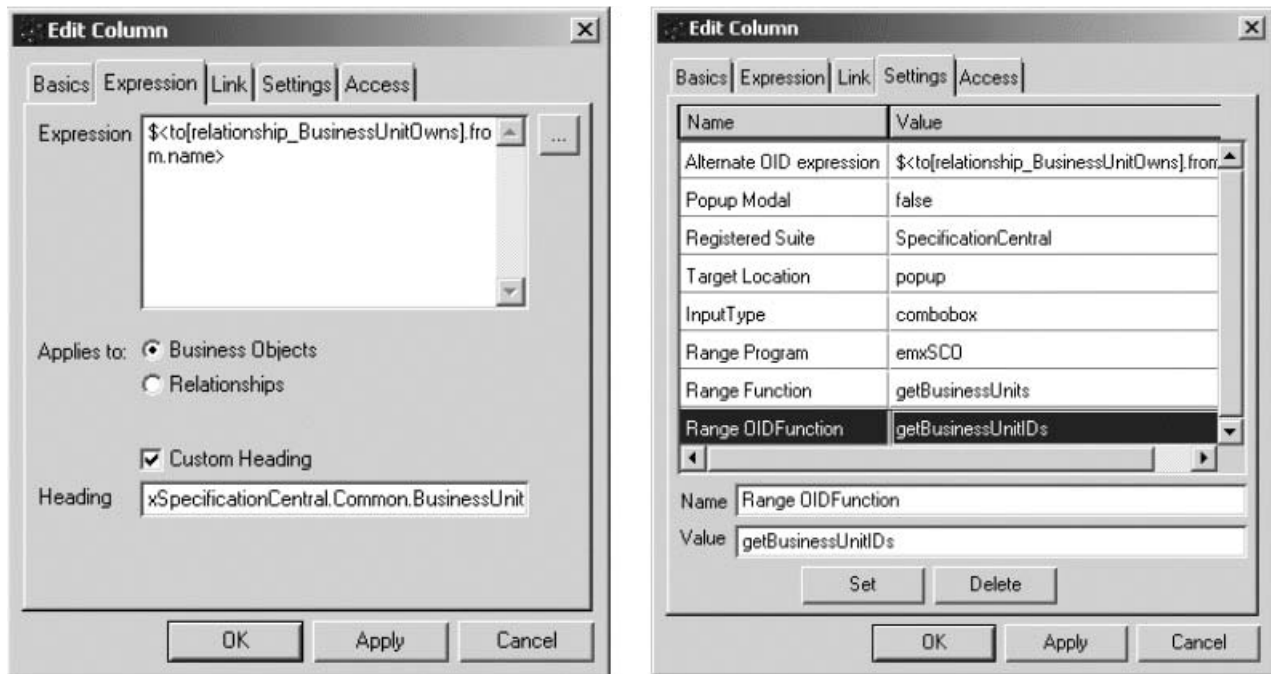 Edit Column
Basics Expression Link Settings Access
Expression $<to[relationship_BusinessUnitOwns].fro
m.name>
...
Applies to: Business Objects
Relationships
Custom Heading
Heading xSpecificationCentral.Common.BusinessUnit
OK Apply Cancel
Edit Column
Basics Expression Link Settings Access
Name Value
Alternate OID expression $<to[relationship_BusinessUnitOwns].from
Popup Modal false
Registered Suite SpecificationCentral
Target Location popup
InputType combobox
Range Program emxSCO
Range Function getBusinessUnits
Range OIDFunction getBusinessUnitIDs
Name Range OIDFunction
Value getBusinessUnitIDs
Set Delete
OK Apply Cancel